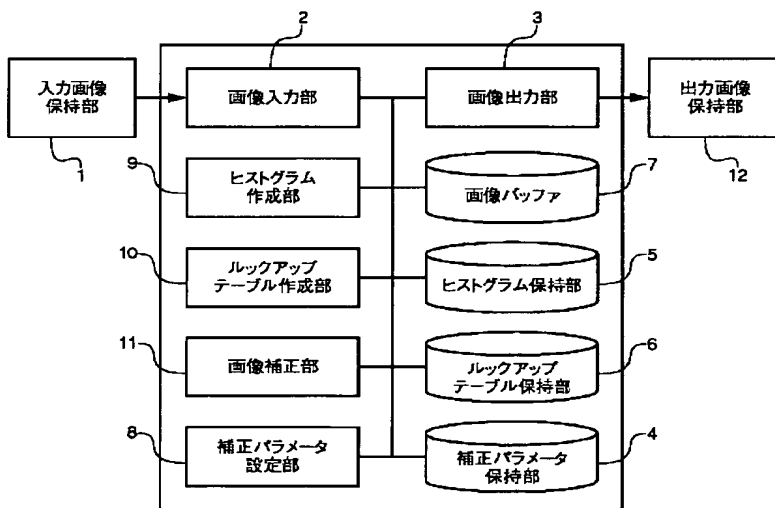 2
3
入力画像
保持部
画像入力部
画像出力部
出力画像
保持部
1
12
9
ヒストグラム
作成部
画像バッファ
7
10
ルックアップ
テーブル作成部
ヒストグラム保持部
5
11
画像補正部
ルックアップ
テーブル保持部
6
8
補正パラメータ
設定部
補正パラメータ
保持部
4